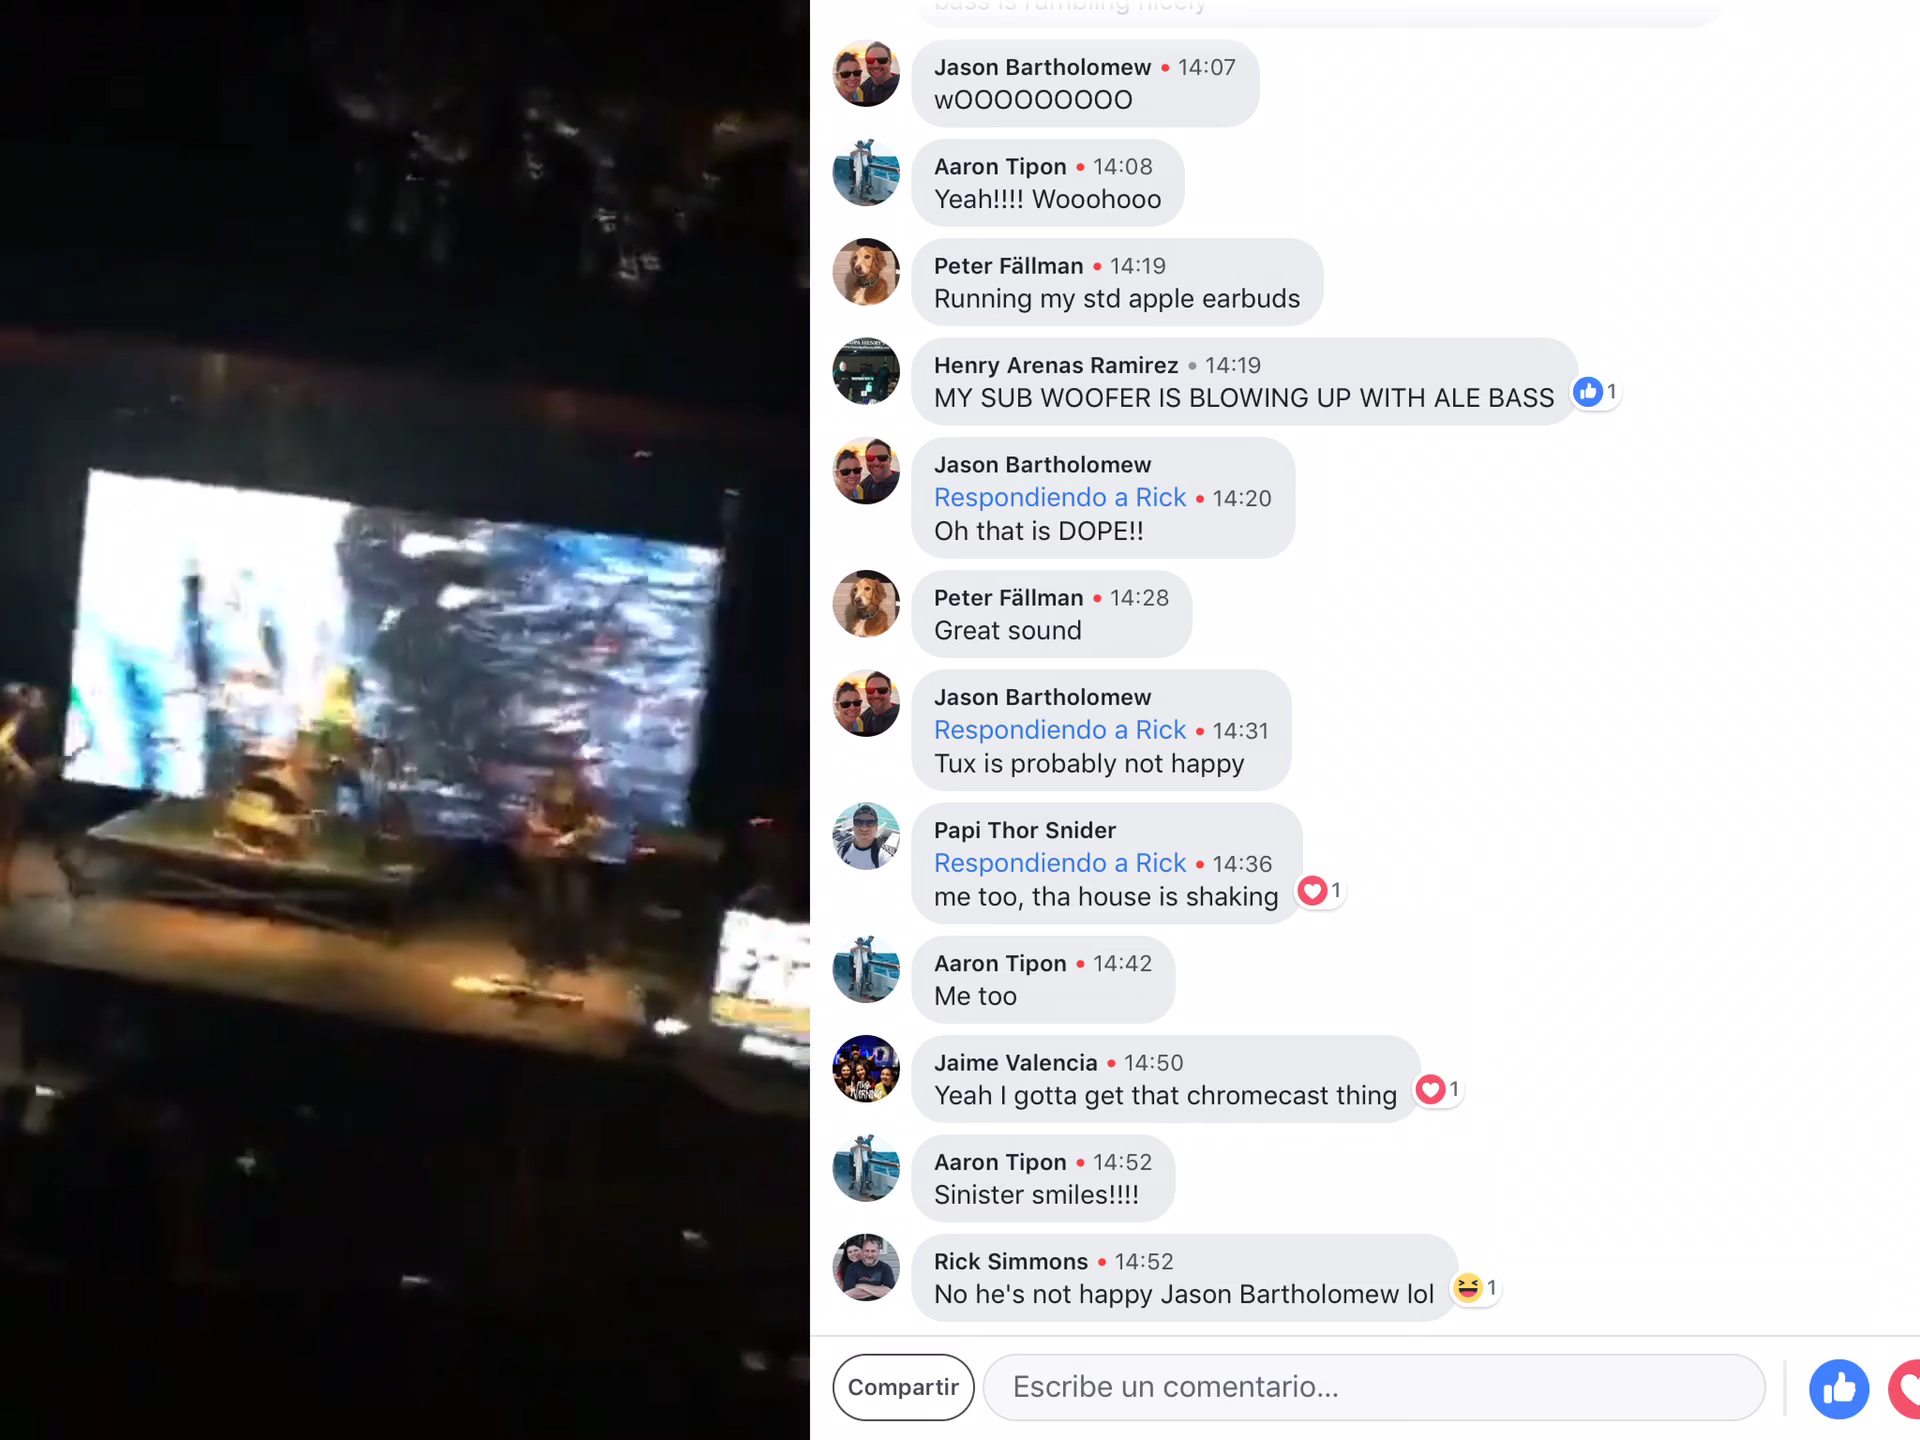 bass is rumbling nicely
Jason Bartholomew • 14:07
wOOOOOOOOO
Aaron Tipon • 14:08
Yeah!!!! Wooohooo
Peter Fällman • 14:19
Running my std apple earbuds
Henry Arenas Ramirez • 14:19
MY SUB WOOFER IS BLOWING UP WITH ALE BASS
1
Jason Bartholomew
Respondiendo a Rick • 14:20
Oh that is DOPE!!
Peter Fällman • 14:28
Great sound
Jason Bartholomew
Respondiendo a Rick • 14:31
Tux is probably not happy
Papi Thor Snider
Respondiendo a Rick • 14:36
me too, tha house is shaking
1
Aaron Tipon • 14:42
Me too
Jaime Valencia • 14:50
Yeah I gotta get that chromecast thing
1
Aaron Tipon • 14:52
Sinister smiles!!!!
Rick Simmons • 14:52
No he's not happy Jason Bartholomew lol
1
Compartir
Escribe un comentario...